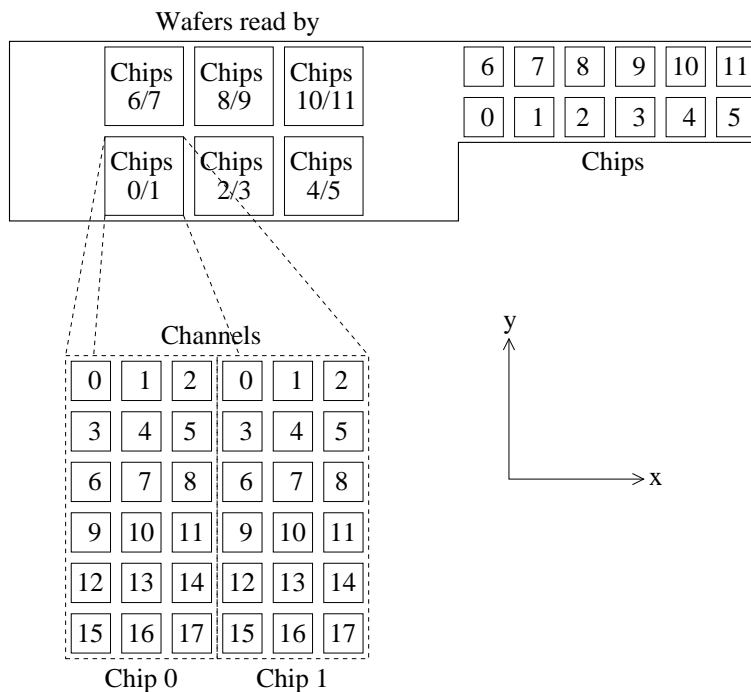 Wafers read by
Chips 6/7
Chips 8/9
Chips 10/11
Chips 0/1
Chips 2/3
Chips 4/5
6 7 8 9 10 11
0 1 2 3 4 5
Chips
Channels
0 1 2 0 1 2
3 4 5 3 4 5
6 7 8 6 7 8
9 10 11 9 10 11
12 13 14 12 13 14
15 16 17 15 16 17
Chip 0 Chip 1
y
x